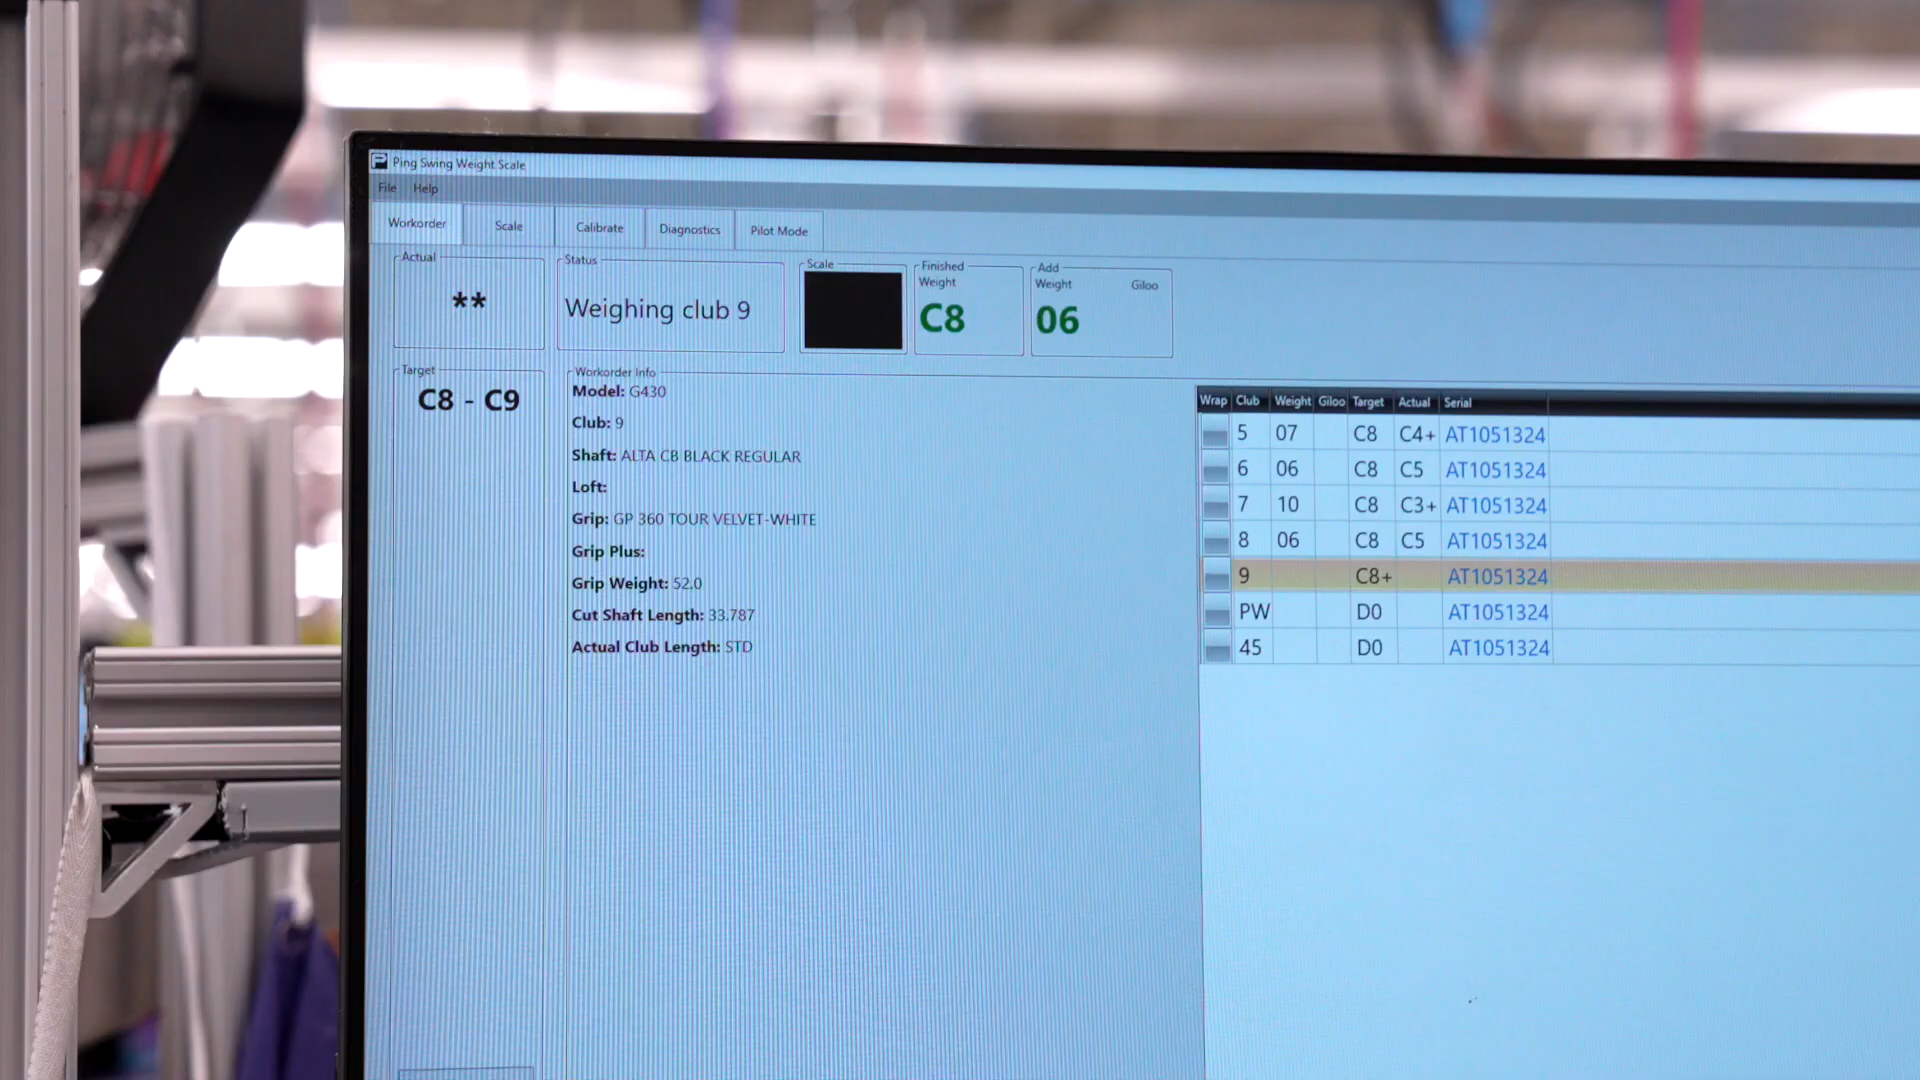 Ping Swing Weight Scale
File Help
Workorder Scale Calibrate Diagnostics Pilot Mode
Actual
**
Status
Weighing club 9
Scale
Finished
Weight
C8
Add
Weight Giloo
06
Target
C8 - C9
Workorder Info
Model: G430
Club: 9
Shaft: ALTA CB BLACK REGULAR
Loft:
Grip: GP 360 TOUR VELVET-WHITE
Grip Plus:
Grip Weight: 52.0
Cut Shaft Length: 33.787
Actual Club Length: STD
Wrap Club Weight Giloo Target Actual Serial
5 07 C8 C4+ AT1051324
6 06 C8 C5 AT1051324
7 10 C8 C3+ AT1051324
8 06 C8 C5 AT1051324
9 C8+ AT1051324
PW D0 AT1051324
45 D0 AT1051324